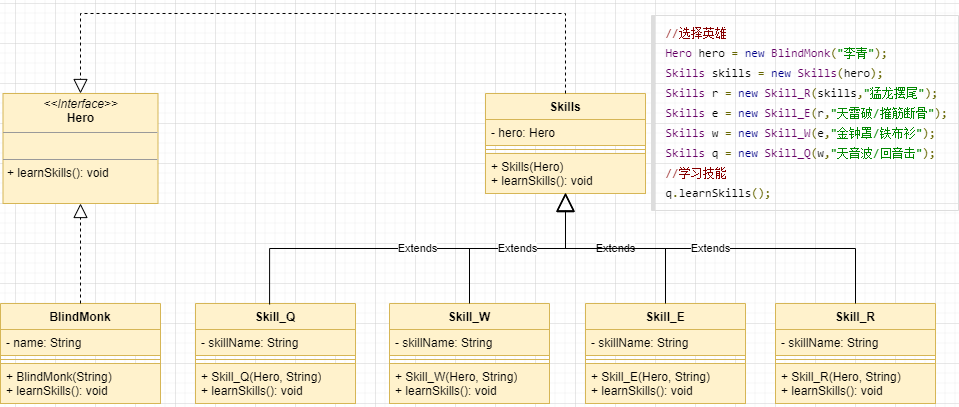 <<Interface>>
Hero
+ learnSkills(): void
Skills
- hero: Hero
+ Skills(Hero)
+ learnSkills(): void
//选择英雄
Hero hero = new BlindMonk("李青");
Skills skills = new Skills(hero);
Skills r = new Skill_R(skills,"猛龙摆尾");
Skills e = new Skill_E(r,"天雷破/摧筋断骨");
Skills w = new Skill_W(e,"金钟罩/铁布衫");
Skills q = new Skill_Q(w,"天音波/回音击");
//学习技能
q.learnSkills();
Extends
Extends
Extends
Extends
BlindMonk
- name: String
+ BlindMonk(String)
+ learnSkills(): void
Skill_Q
- skillName: String
+ Skill_Q(Hero, String)
+ learnSkills(): void
Skill_W
- skillName: String
+ Skill_W(Hero, String)
+ learnSkills(): void
Skill_E
- skillName: String
+ Skill_E(Hero, String)
+ learnSkills(): void
Skill_R
- skillName: String
+ Skill_R(Hero, String)
+ learnSkills(): void